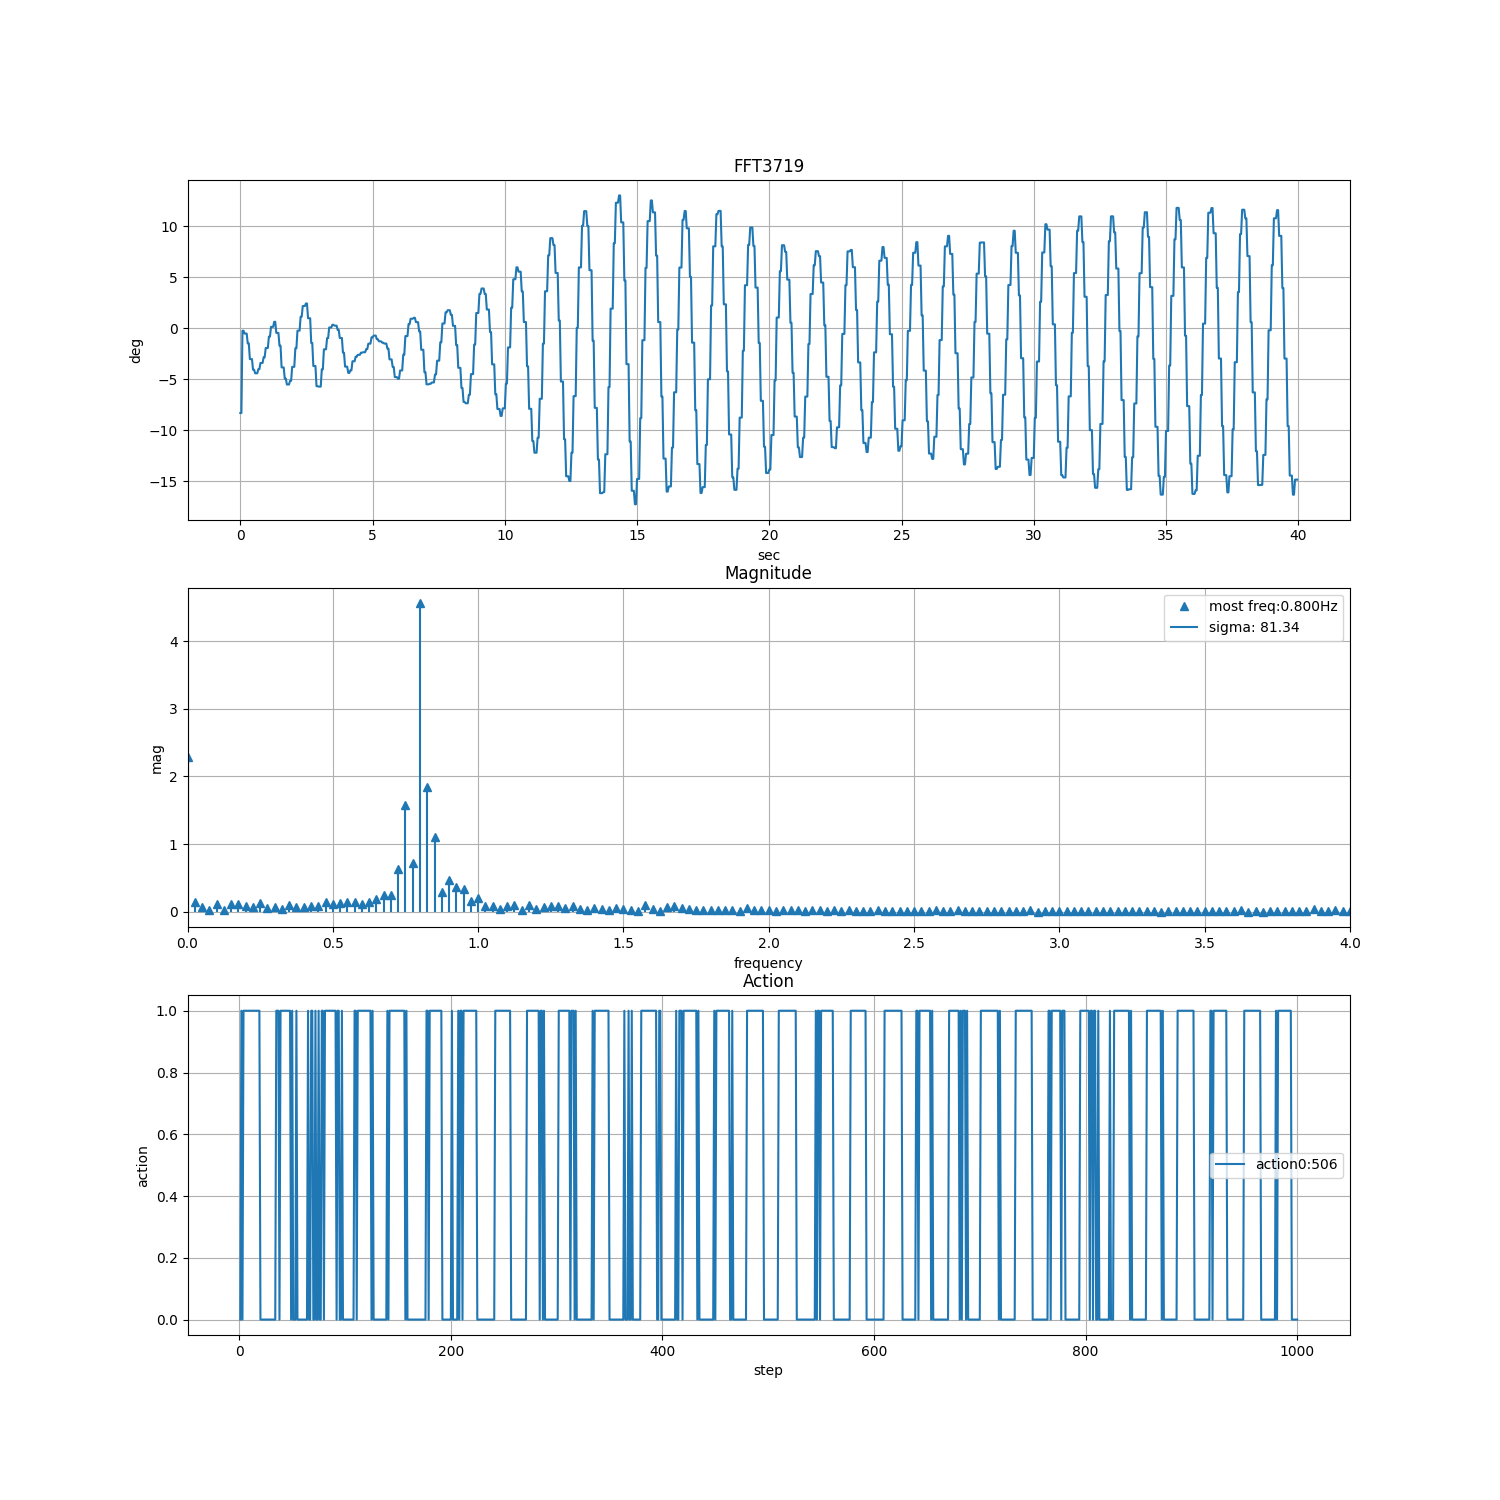 FFT3719
10
5
0
−5
−10
−15
deg
0 5 10 15 20 25 30 35 40
sec
Magnitude
most freq:0.800Hz
sigma: 81.34
4
3
2
1
0
mag
0.0 0.5 1.0 1.5 2.0 2.5 3.0 3.5 4.0
frequency
Action
1.0
0.8
0.6
0.4
0.2
0.0
action
action0:506
0 200 400 600 800 1000
step